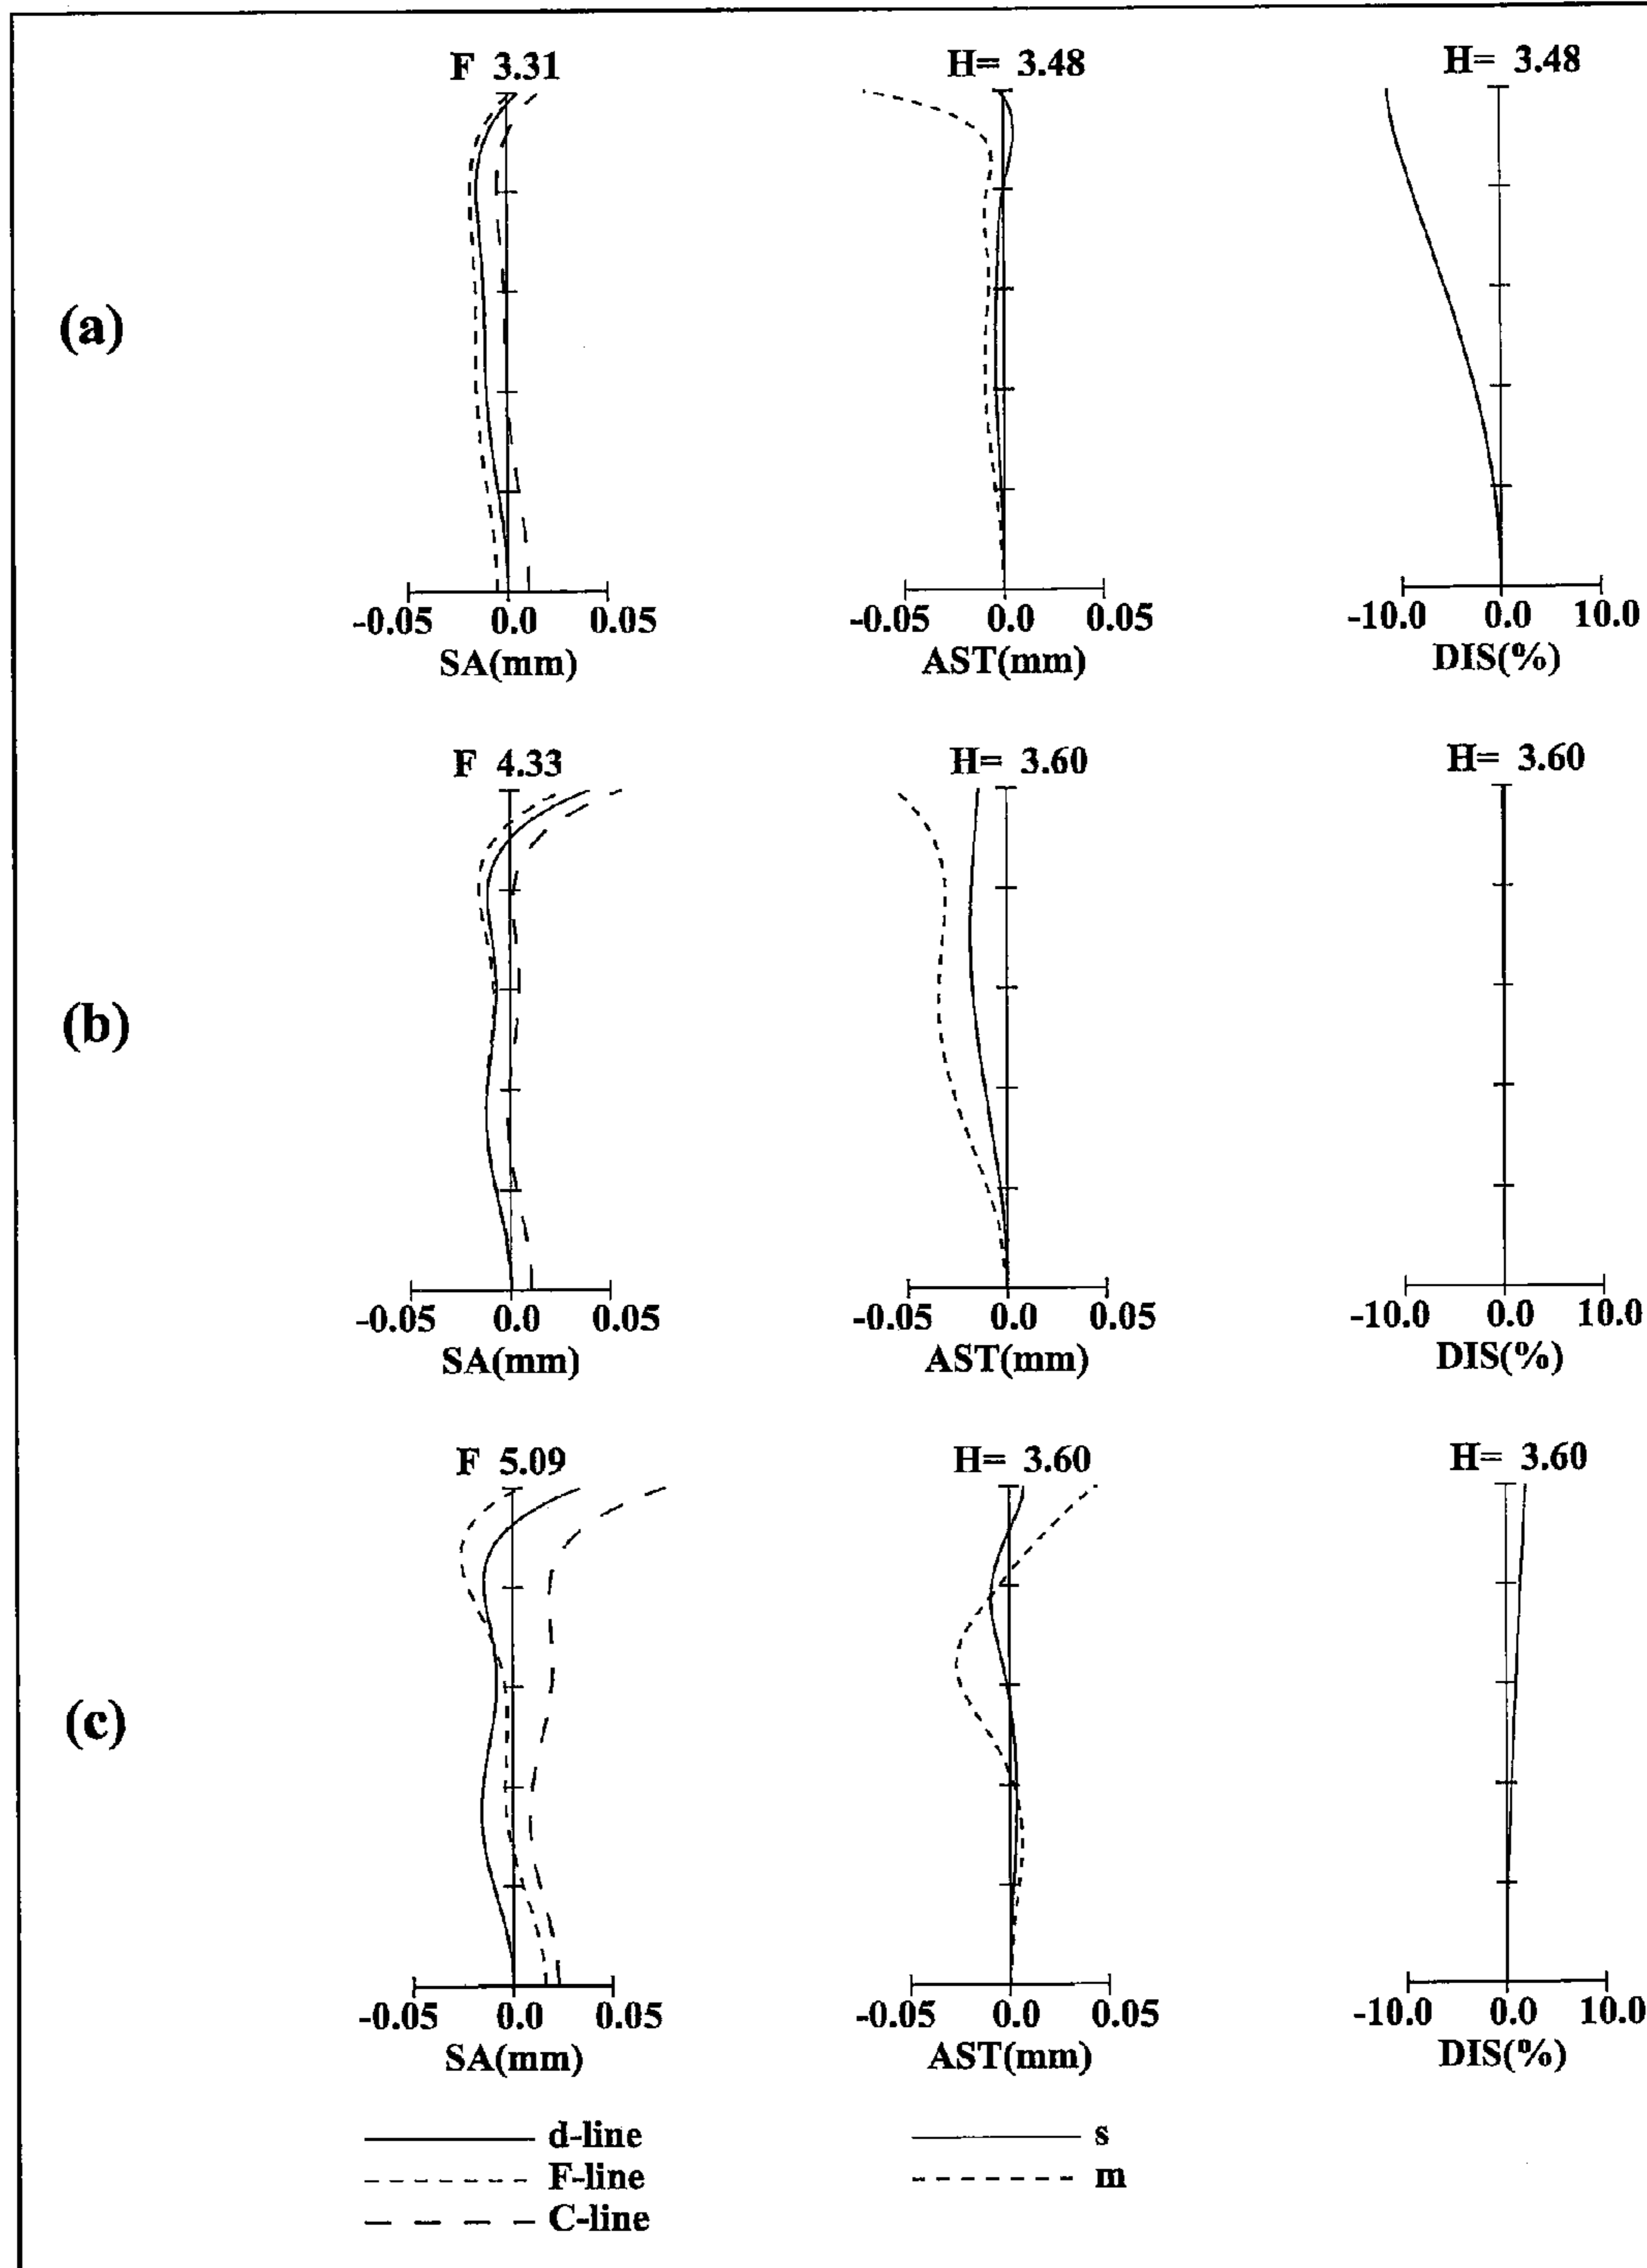 (a)
F 3.31
H= 3.48
H= 3.48
-0.05 0.0 0.05
SA(mm)
-0.05 0.0 0.05
AST(mm)
-10.0 0.0 10.0
DIS(%)
(b)
F 4.33
H= 3.60
H= 3.60
-0.05 0.0 0.05
SA(mm)
-0.05 0.0 0.05
AST(mm)
-10.0 0.0 10.0
DIS(%)
(c)
F 5.09
H= 3.60
H= 3.60
-0.05 0.0 0.05
SA(mm)
-0.05 0.0 0.05
AST(mm)
-10.0 0.0 10.0
DIS(%)
d-line
F-line
C-line
s
m